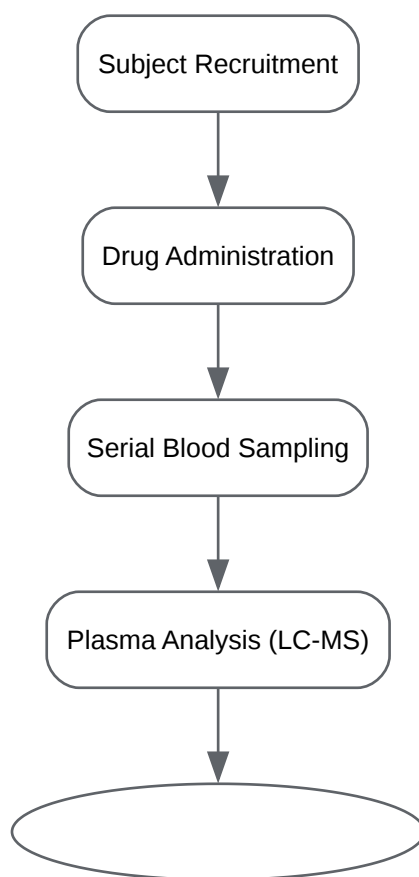 Subject Recruitment
Drug Administration
Serial Blood Sampling
Plasma Analysis (LC-MS)